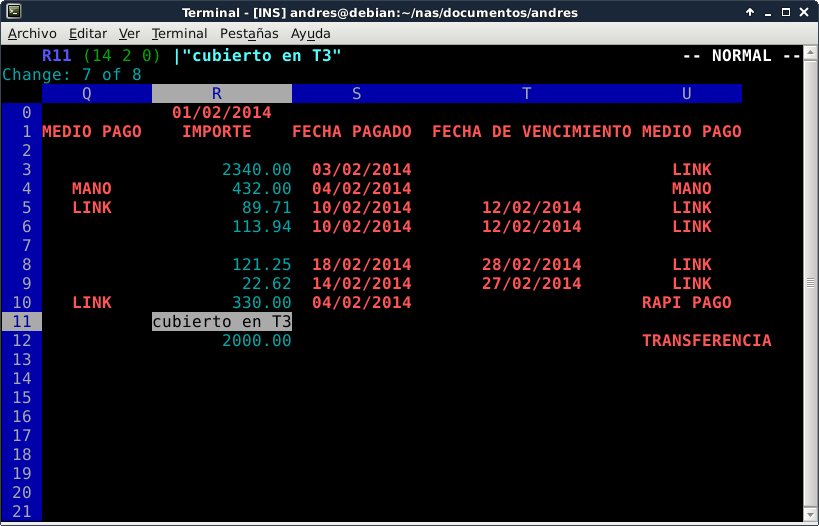 Terminal - [INS] andres@debian:~/nas/documentos/andres
Archivo Editar Ver Terminal Pestañas Ayuda
R11 (14 2 0) |"cubierto en T3" -- NORMAL --
Change: 7 of 8
Q R S T U
0 01/02/2014
1 MEDIO PAGO IMPORTE FECHA PAGADO FECHA DE VENCIMIENTO MEDIO PAGO
2
3 2340.00 03/02/2014 LINK
4 MANO 432.00 04/02/2014 MANO
5 LINK 89.71 10/02/2014 12/02/2014 LINK
6 113.94 10/02/2014 12/02/2014 LINK
7
8 121.25 18/02/2014 28/02/2014 LINK
9 22.62 14/02/2014 27/02/2014 LINK
10 LINK 330.00 04/02/2014 RAPI PAGO
11 cubierto en T3
12 2000.00 TRANSFERENCIA
13
14
15
16
17
18
19
20
21